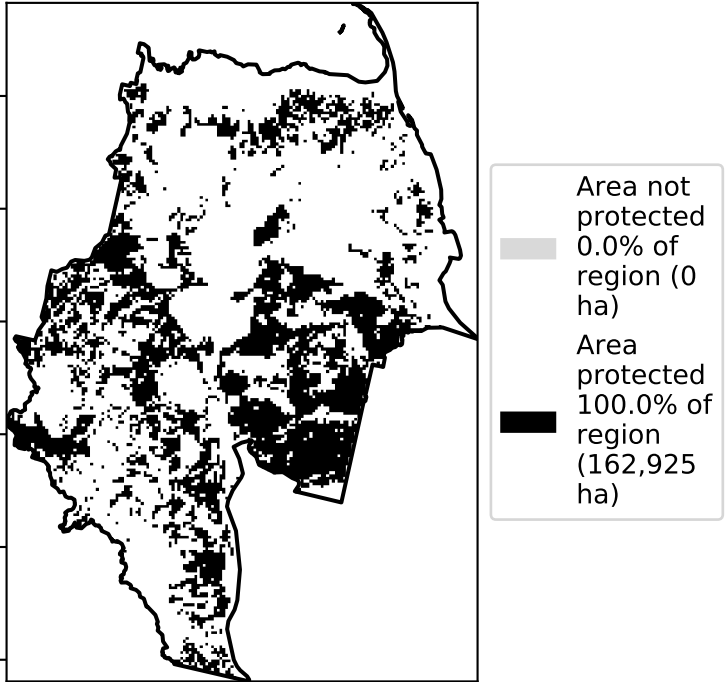 Area not
protected
0.0% of
region (0
ha)
Area
protected
100.0% of
region
(162,925
ha)